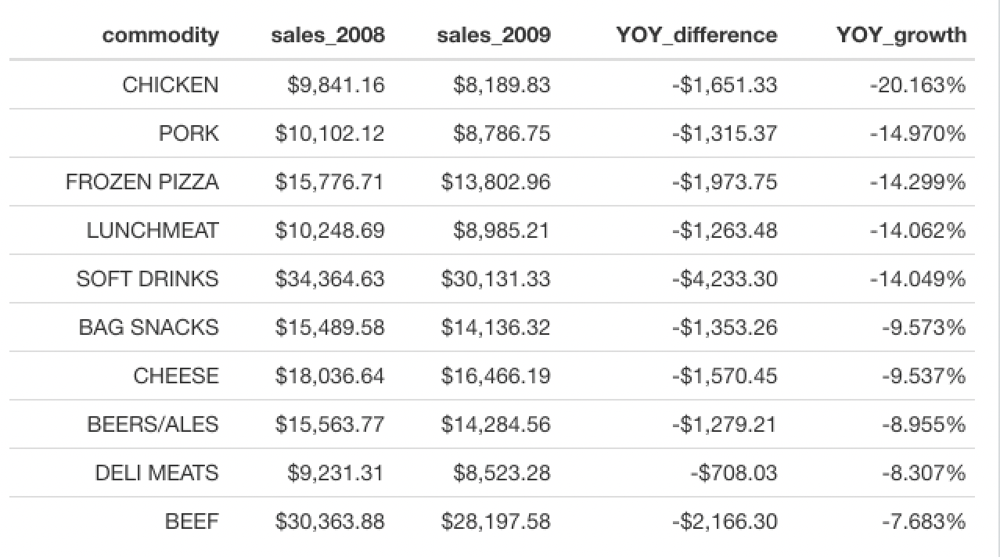 commodity sales_2008 sales_2009 YOY_difference YOY_growth
CHICKEN $9,841.16 $8,189.83 -$1,651.33 -20.163%
PORK $10,102.12 $8,786.75 -$1,315.37 -14.970%
FROZEN PIZZA $15,776.71 $13,802.96 -$1,973.75 -14.299%
LUNCHMEAT $10,248.69 $8,985.21 -$1,263.48 -14.062%
SOFT DRINKS $34,364.63 $30,131.33 -$4,233.30 -14.049%
BAG SNACKS $15,489.58 $14,136.32 -$1,353.26 -9.573%
CHEESE $18,036.64 $16,466.19 -$1,570.45 -9.537%
BEERS/ALES $15,563.77 $14,284.56 -$1,279.21 -8.955%
DELI MEATS $9,231.31 $8,523.28 -$708.03 -8.307%
BEEF $30,363.88 $28,197.58 -$2,166.30 -7.683%